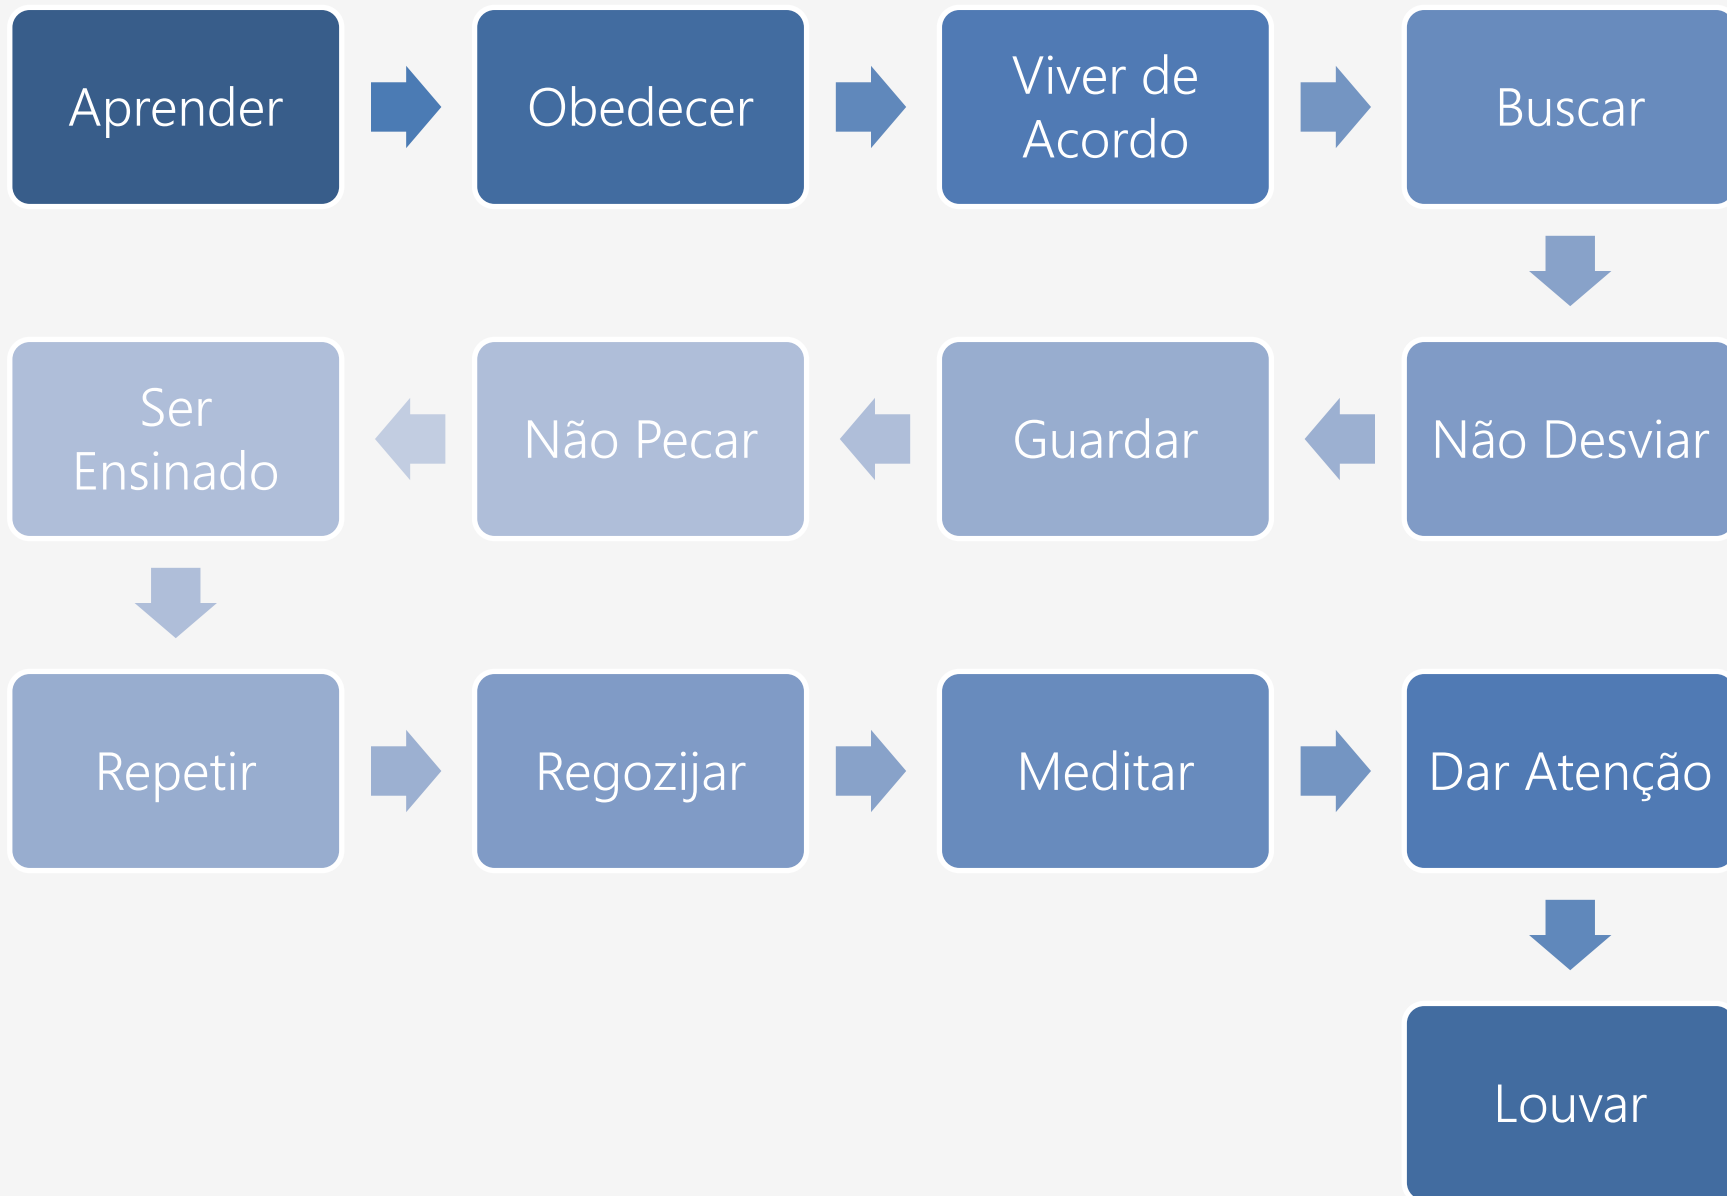 Aprender
Obedecer
Viver de
Acordo
Buscar
Não Desviar
Guardar
Não Pecar
Ser
Ensinado
Repetir
Regozijar
Meditar
Dar Atenção
Louvar